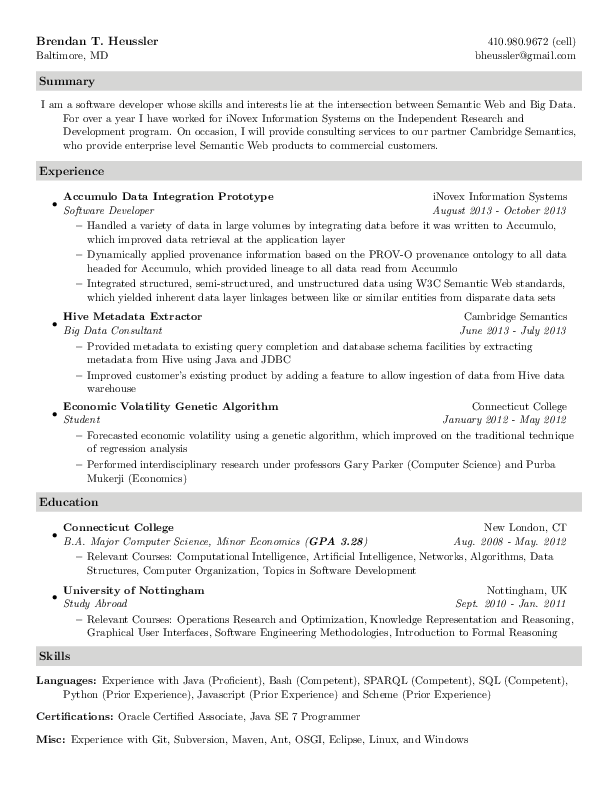 Brendan T. Heussler 410.980.9672 (cell)
Baltimore, MD bheussler@gmail.com
Summary
I am a software developer whose skills and interests lie at the intersection between Semantic Web and Big Data.
For over a year I have worked for iNovex Information Systems on the Independent Research and
Development program. On occasion, I will provide consulting services to our partner Cambridge Semantics,
who provide enterprise level Semantic Web products to commercial customers.
Experience
• Accumulo Data Integration Prototype iNovex Information Systems
Software Developer August 2013 - October 2013
– Handled a variety of data in large volumes by integrating data before it was written to Accumulo,
which improved data retrieval at the application layer
– Dynamically applied provenance information based on the PROV-O provenance ontology to all data
headed for Accumulo, which provided lineage to all data read from Accumulo
– Integrated structured, semi-structured, and unstructured data using W3C Semantic Web standards,
which yielded inherent data layer linkages between like or similar entities from disparate data sets
• Hive Metadata Extractor Cambridge Semantics
Big Data Consultant June 2013 - July 2013
– Provided metadata to existing query completion and database schema facilities by extracting
metadata from Hive using Java and JDBC
– Improved customer's existing product by adding a feature to allow ingestion of data from Hive data
warehouse
• Economic Volatility Genetic Algorithm Connecticut College
Student January 2012 - May 2012
– Forecasted economic volatility using a genetic algorithm, which improved on the traditional technique
of regression analysis
– Performed interdisciplinary research under professors Gary Parker (Computer Science) and Purba
Mukerji (Economics)
Education
• Connecticut College New London, CT
B.A. Major Computer Science, Minor Economics (GPA 3.28) Aug. 2008 - May. 2012
– Relevant Courses: Computational Intelligence, Artificial Intelligence, Networks, Algorithms, Data
Structures, Computer Organization, Topics in Software Development
• University of Nottingham Nottingham, UK
Study Abroad Sept. 2010 - Jan. 2011
– Relevant Courses: Operations Research and Optimization, Knowledge Representation and Reasoning,
Graphical User Interfaces, Software Engineering Methodologies, Introduction to Formal Reasoning
Skills
Languages: Experience with Java (Proficient), Bash (Competent), SPARQL (Competent), SQL (Competent),
Python (Prior Experience), Javascript (Prior Experience) and Scheme (Prior Experience)
Certifications: Oracle Certified Associate, Java SE 7 Programmer
Misc: Experience with Git, Subversion, Maven, Ant, OSGI, Eclipse, Linux, and Windows